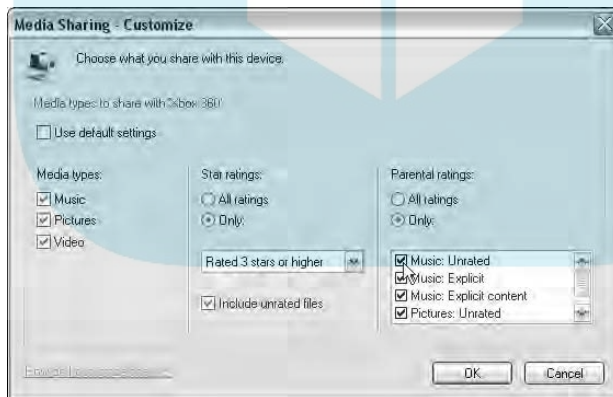 Media Sharing - Customize
Choose what you share with this device.
Media types to share with 'Xbox 360'
Use default settings
Media types:
Music
Pictures
Video
Star ratings:
All ratings
Only:
Rated 3 stars or higher
Include unrated files
Parental ratings:
All ratings
Only:
Music: Unrated
Music: Explicit
Music: Explicit content
Pictures: Unrated
OK
Cancel